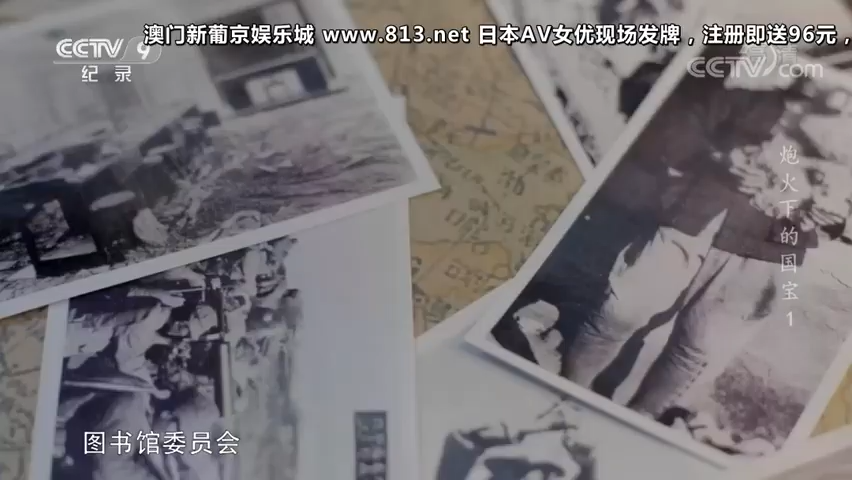 澳门新葡京娱乐城 www.813.net 日本AV女优现场发牌，注册即送96元，
CCTV 9
纪录
CCTV.com
炮火下的国宝 1
图书馆委员会